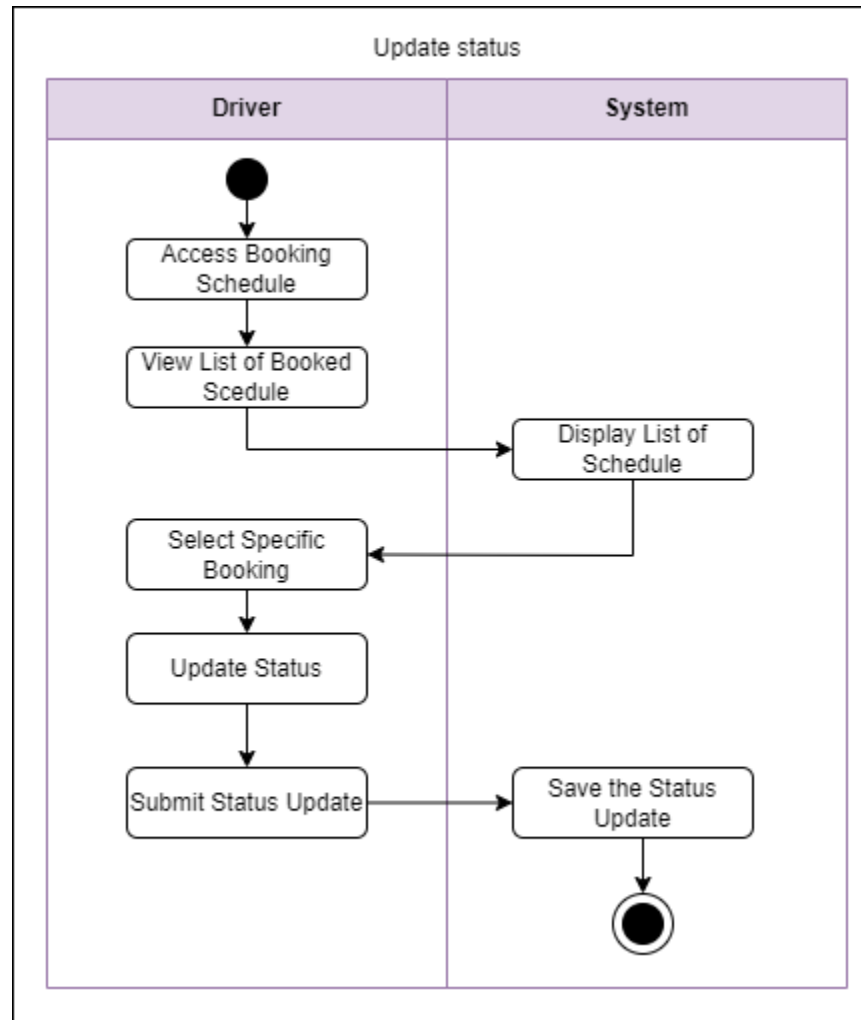 Update status
Driver
System
Access Booking
Schedule
View List of Booked
Scedule
Display List of
Schedule
Select Specific
Booking
Update Status
Submit Status Update
Save the Status
Update